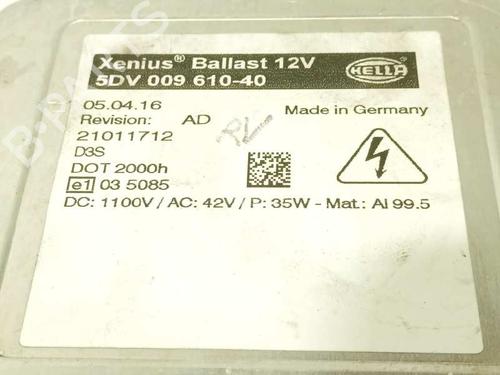 Xenius® Ballast 12V
5DV 009 610-40
HELLA
05.04.16
Made in Germany
Revision: AD
21011712
D3S
DOT 2000h
e1 03 5085
DC: 1100V / AC: 42V / P: 35W - Mat.: Al 99.5
B-PARTS